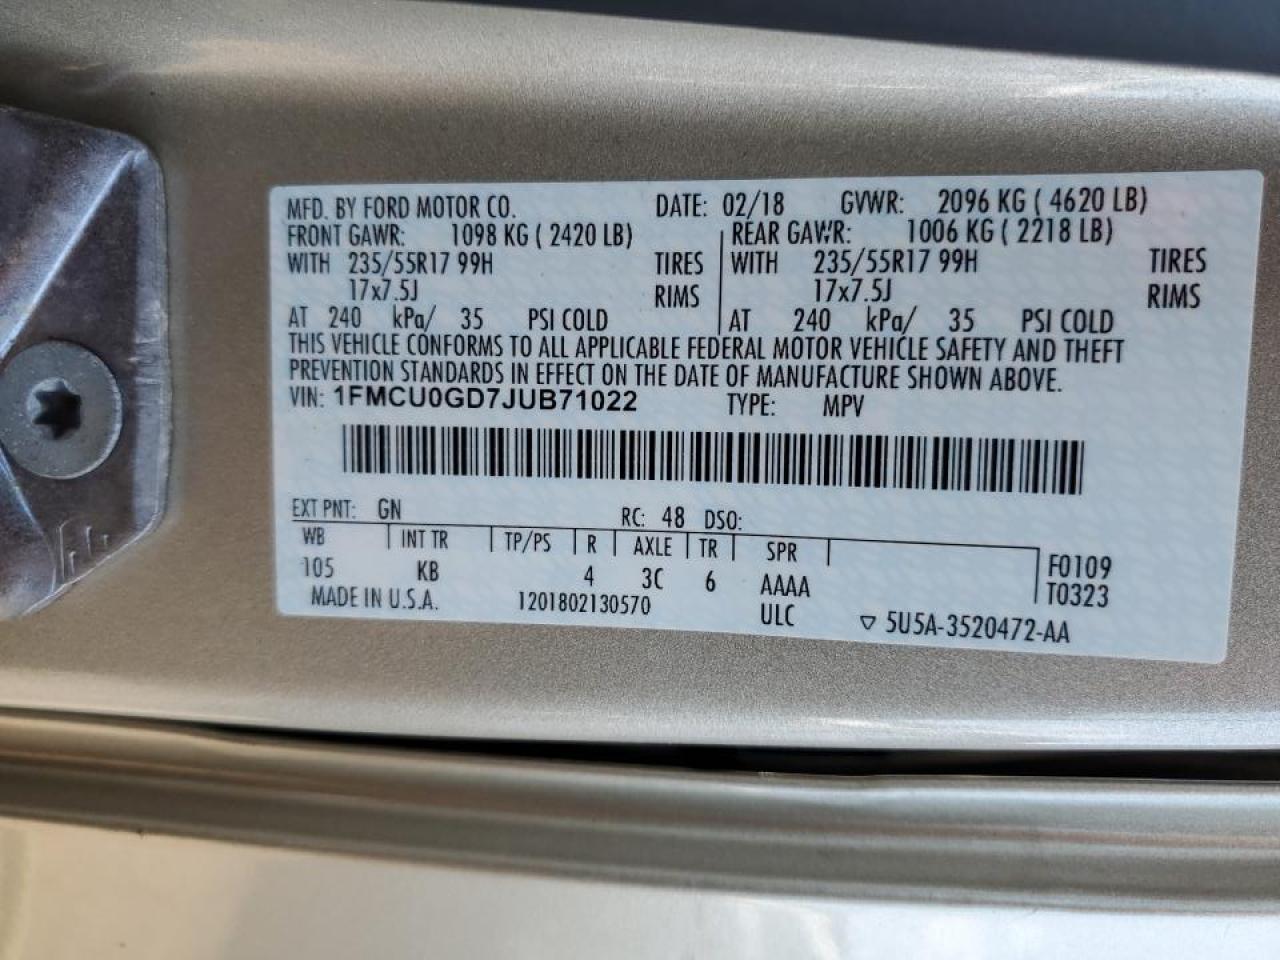 MFD. BY FORD MOTOR CO. DATE: 02/18 GVWR: 2096 KG ( 4620 LB)
FRONT GAWR: 1098 KG ( 2420 LB) REAR GAWR: 1006 KG ( 2218 LB)
WITH 235/55R17 99H TIRES WITH 235/55R17 99H TIRES
17x7.5J RIMS 17x7.5J RIMS
AT 240 kPa/ 35 PSI COLD AT 240 kPa/ 35 PSI COLD
THIS VEHICLE CONFORMS TO ALL APPLICABLE FEDERAL MOTOR VEHICLE SAFETY AND THEFT
PREVENTION STANDARDS IN EFFECT ON THE DATE OF MANUFACTURE SHOWN ABOVE.
VIN: 1FMCU0GD7JUB71022 TYPE: MPV
EXT PNT: GN RC: 48 DSO:
WB INT TR TP/PS R AXLE TR SPR
105 KB 4 3C 6 AAAA F0109
T0323
MADE IN U.S.A. 1201802130570 ULC ▽ 5U5A-3520472-AA